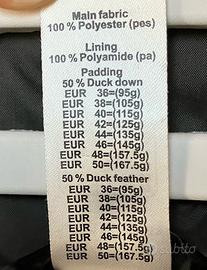 Main fabric
100 % Polyester (pes)
Lining
100 % Polyamide (pa)
Padding
50 % Duck down
EUR 36=(95g)
EUR 38=(105g)
EUR 40=(115g)
EUR 42=(125g)
EUR 44=(135g)
EUR 46=(145g)
EUR 48=(157.5g)
EUR 50=(167.5g)
50 % Duck feather
EUR 36=(95g)
EUR 38=(105g)
EUR 40=(115g)
EUR 42=(125g)
EUR 44=(135g)
EUR 46=(145g)
EUR 48=(157.5g)
EUR 50=(167.5g)
subito